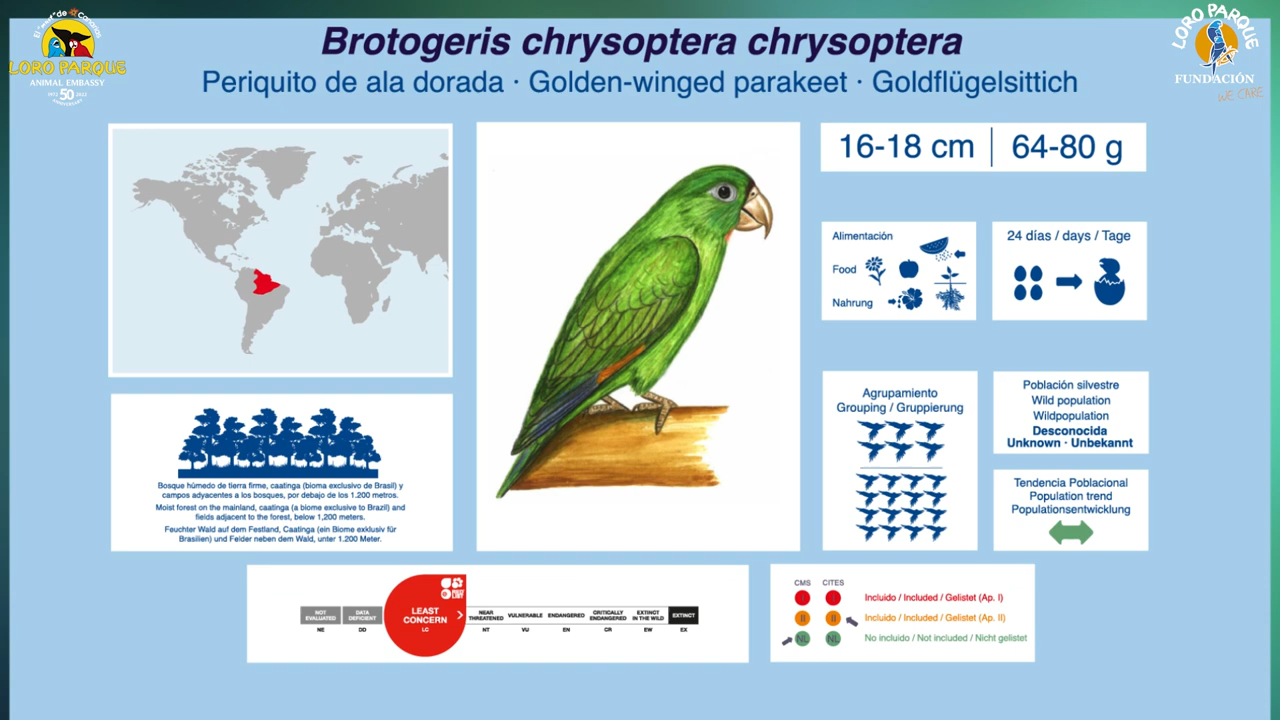 El "must" de Canarias
LORO PARQUE
ANIMAL EMBASSY
1972 50 2022
ANNIVERSARY
LORO PARQUE
FUNDACIÓN
WE CARE
Brotogeris chrysoptera chrysoptera
Periquito de ala dorada · Golden-winged parakeet · Goldflügelsittich
16-18 cm | 64-80 g
Alimentación
Food
Nahrung
24 días / days / Tage
Agrupamiento
Grouping / Gruppierung
Población silvestre
Wild population
Wildpopulation
Desconocida
Unknown · Unbekannt
Tendencia Poblacional
Population trend
Populationsentwicklung
Bosque húmedo de tierra firme, caatinga (bioma exclusivo de Brasil) y
campos adyacentes a los bosques, por debajo de los 1.200 metros.
Moist forest on the mainland, caatinga (a biome exclusive to Brazil) and
fields adjacent to the forest, below 1,200 meters.
Feuchter Wald auf dem Festland, Caatinga (ein Biome exklusiv für
Brasilien) und Felder neben dem Wald, unter 1.200 Meter.
NOT EVALUATED
NE
DATA DEFICIENT
DD
LEAST CONCERN
LC
NEAR THREATENED
NT
VULNERABLE
VU
ENDANGERED
EN
CRITICALLY ENDANGERED
CR
EXTINCT IN THE WILD
EW
EXTINCT
EX
CMS CITES
I I Incluido / Included / Gelistet (Ap. I)
II II Incluido / Included / Gelistet (Ap. II)
NL NL No incluido / Not included / Nicht gelistet